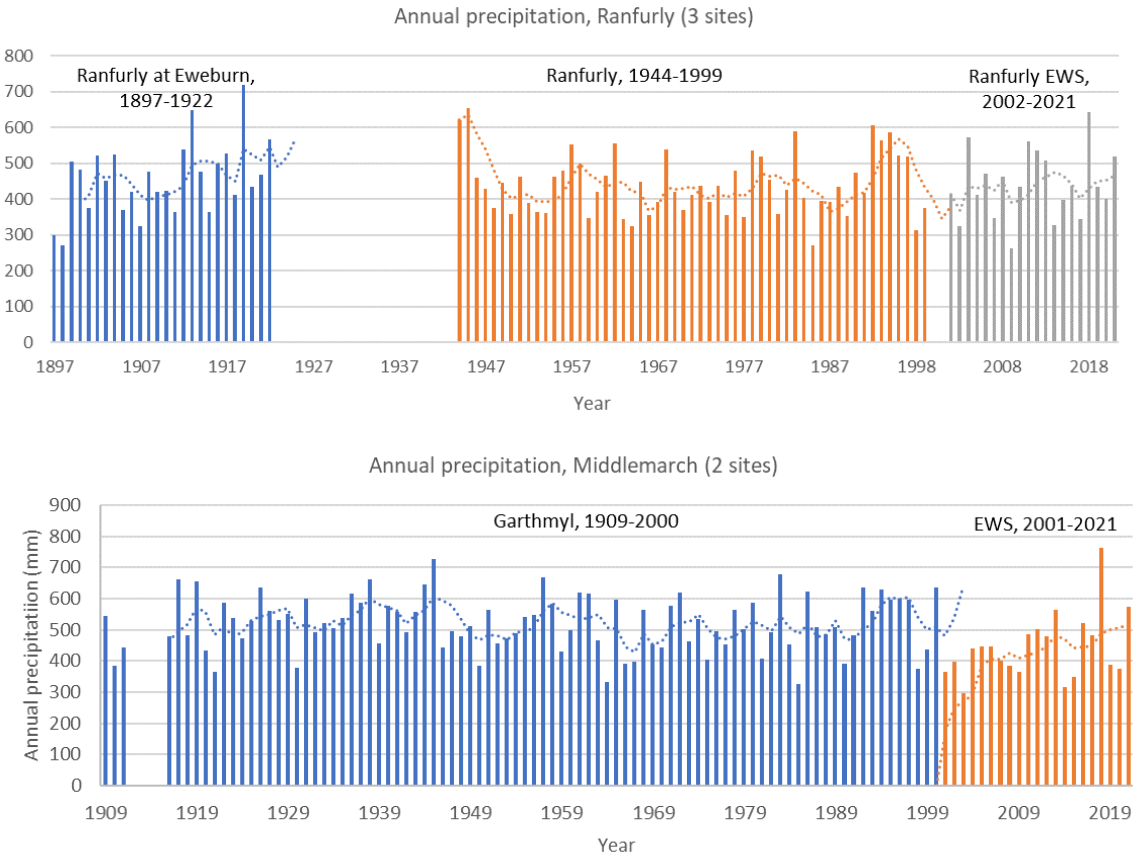 Annual precipitation, Ranfurly (3 sites)
800
Ranfurly at Eweburn,
1897-1922
Ranfurly, 1944-1999
Ranfurly EWS,
2002-2021
700
600
500
400
300
200
100
0
1897 1907 1917 1927 1937 1947 1957 1967 1977 1987 1998 2008 2018
Year
Annual precipitation, Middlemarch (2 sites)
Annual precipitatiion (mm)
900
Garthmyl, 1909-2000
EWS, 2001-2021
800
700
600
500
400
300
200
100
0
1909 1919 1929 1939 1949 1959 1969 1979 1989 1999 2009 2019
Year